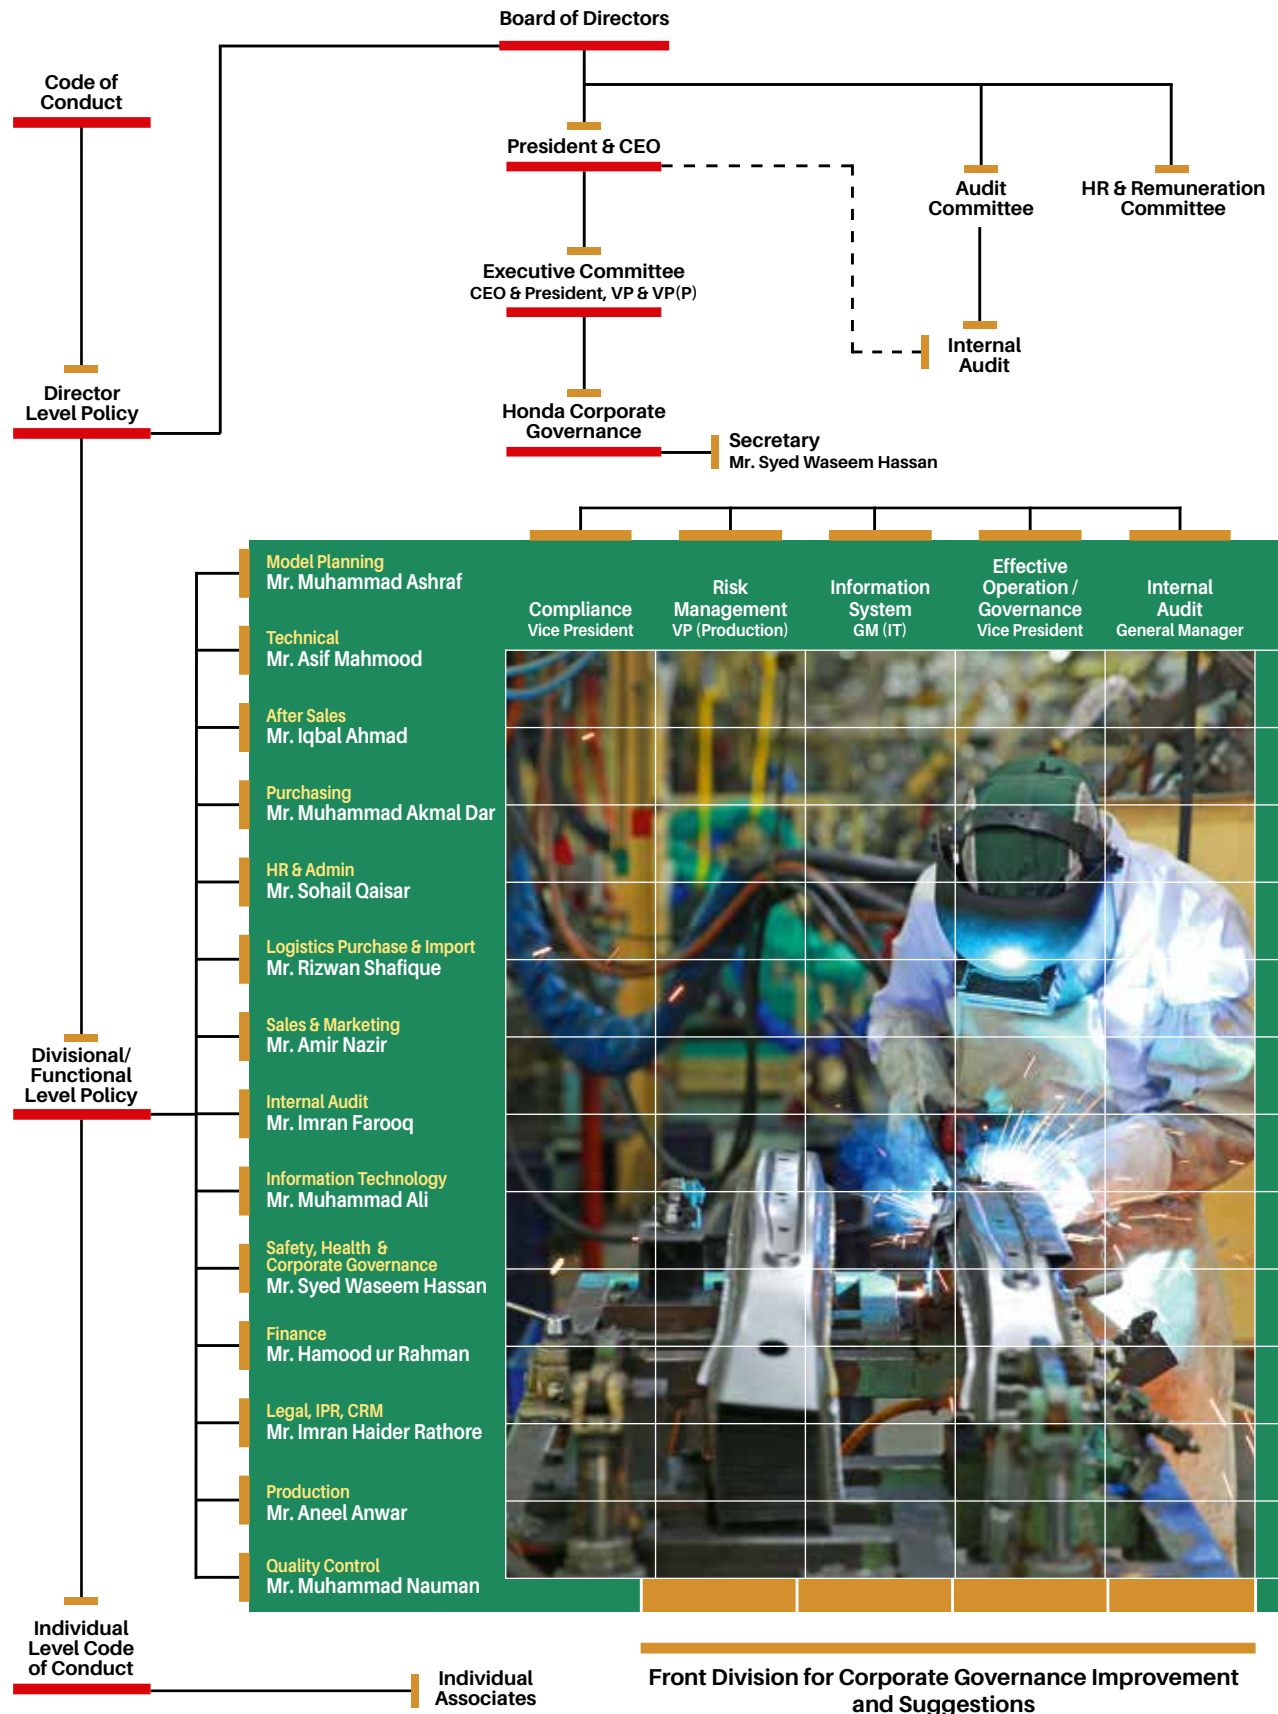 Board of Directors
Code of
Conduct
President & CEO
Audit
Committee
HR & Remuneration
Committee
Executive Committee
CEO & President, VP & VP(P)
Internal
Audit
Director
Level Policy
Honda Corporate
Governance
Secretary
Mr. Syed Waseem Hassan
Compliance
Vice President
Risk
Management
VP (Production)
Information
System
GM (IT)
Effective
Operation /
Governance
Vice President
Internal
Audit
General Manager
Model Planning
Mr. Muhammad Ashraf
Technical
Mr. Asif Mahmood
After Sales
Mr. Iqbal Ahmad
Purchasing
Mr. Muhammad Akmal Dar
HR & Admin
Mr. Sohail Qaisar
Logistics Purchase & Import
Mr. Rizwan Shafique
Sales & Marketing
Mr. Amir Nazir
Divisional/
Functional
Level Policy
Internal Audit
Mr. Imran Farooq
Information Technology
Mr. Muhammad Ali
Safety, Health &
Corporate Governance
Mr. Syed Waseem Hassan
Finance
Mr. Hamood ur Rahman
Legal, IPR, CRM
Mr. Imran Haider Rathore
Production
Mr. Aneel Anwar
Quality Control
Mr. Muhammad Nauman
Individual
Level Code
of Conduct
Individual
Associates
Front Division for Corporate Governance Improvement
and Suggestions